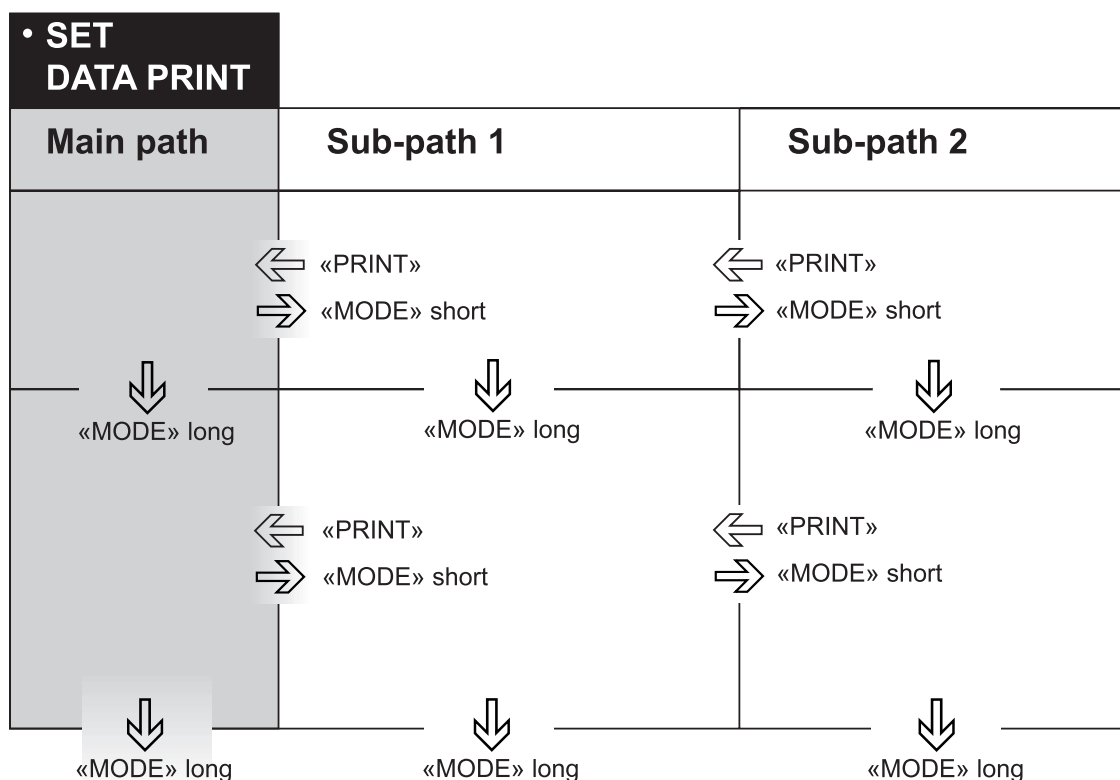 • SET
DATA PRINT
Main path
Sub-path 1
Sub-path 2
«PRINT»
«PRINT»
«MODE» short
«MODE» short
«MODE» long
«MODE» long
«MODE» long
«PRINT»
«PRINT»
«MODE» short
«MODE» short
«MODE» long
«MODE» long
«MODE» long